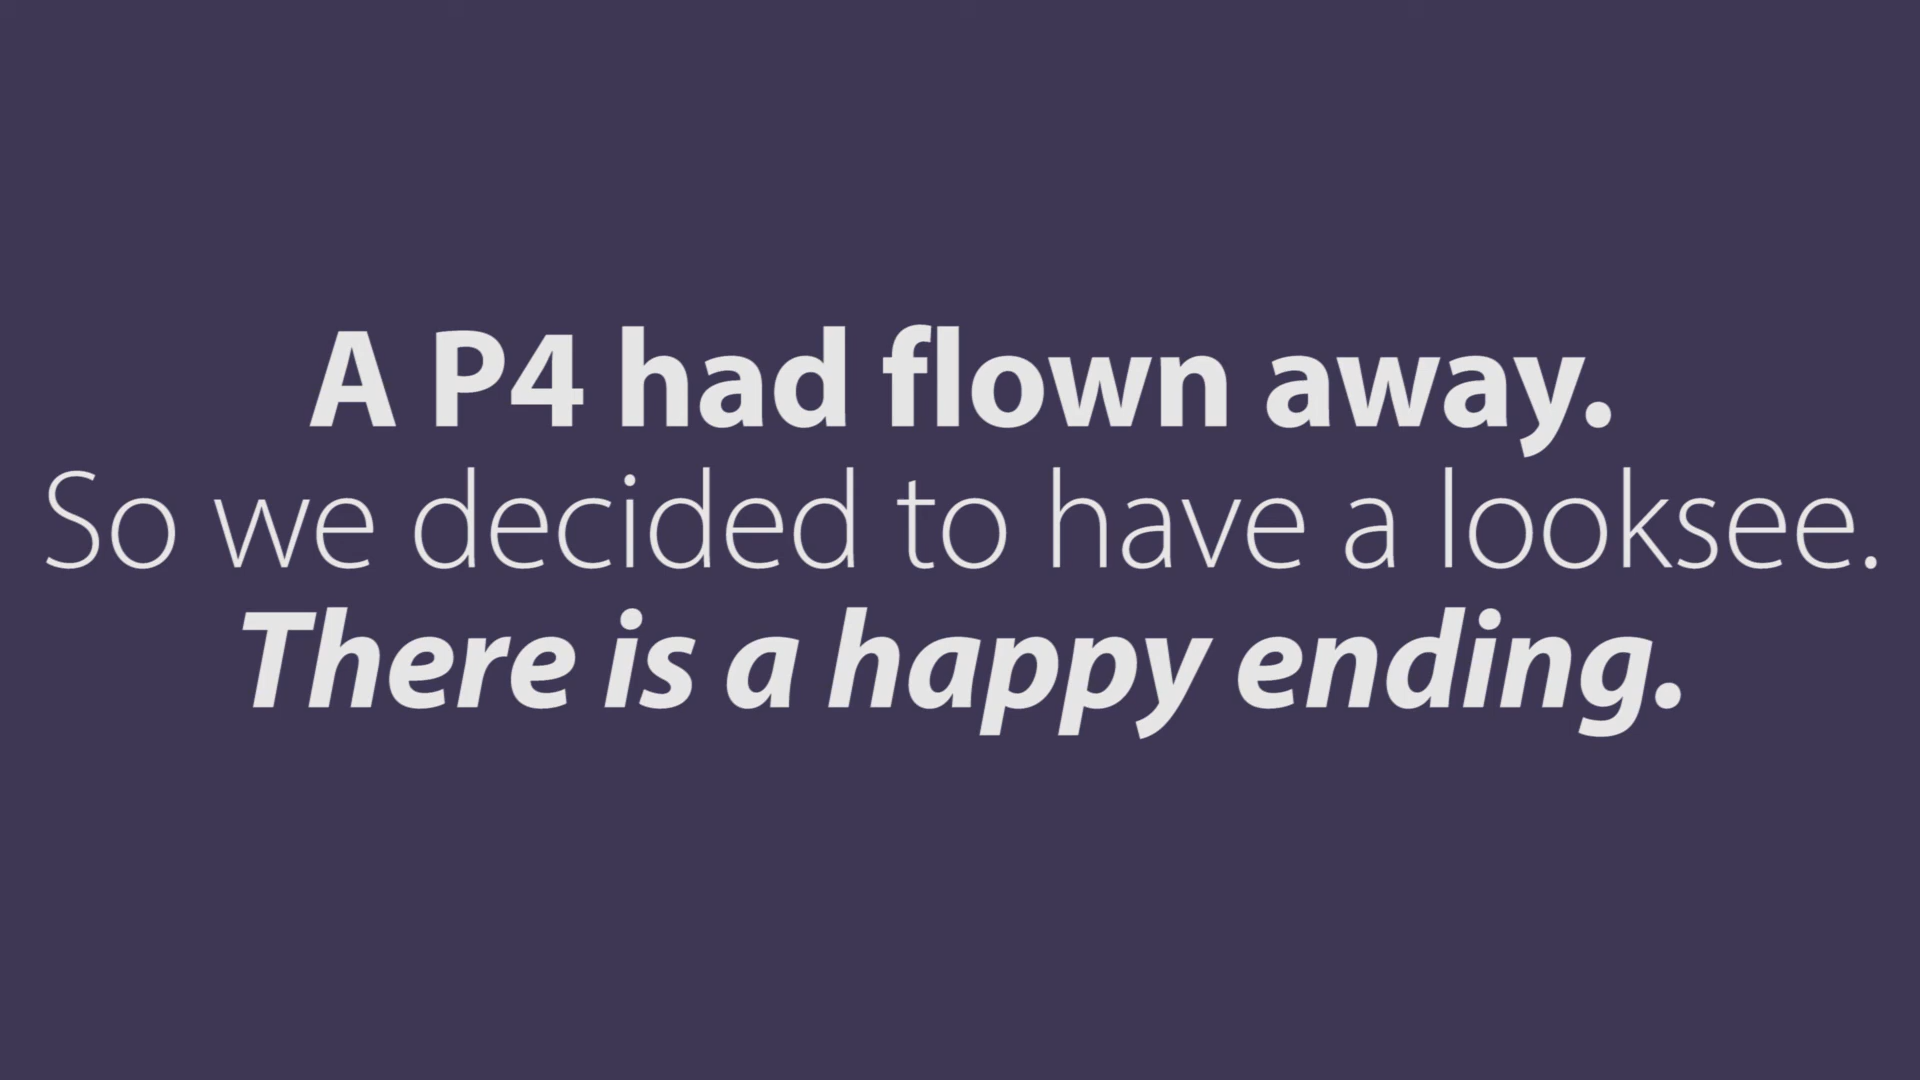 A P4 had flown away.
So we decided to have a looksee.
There is a happy ending.